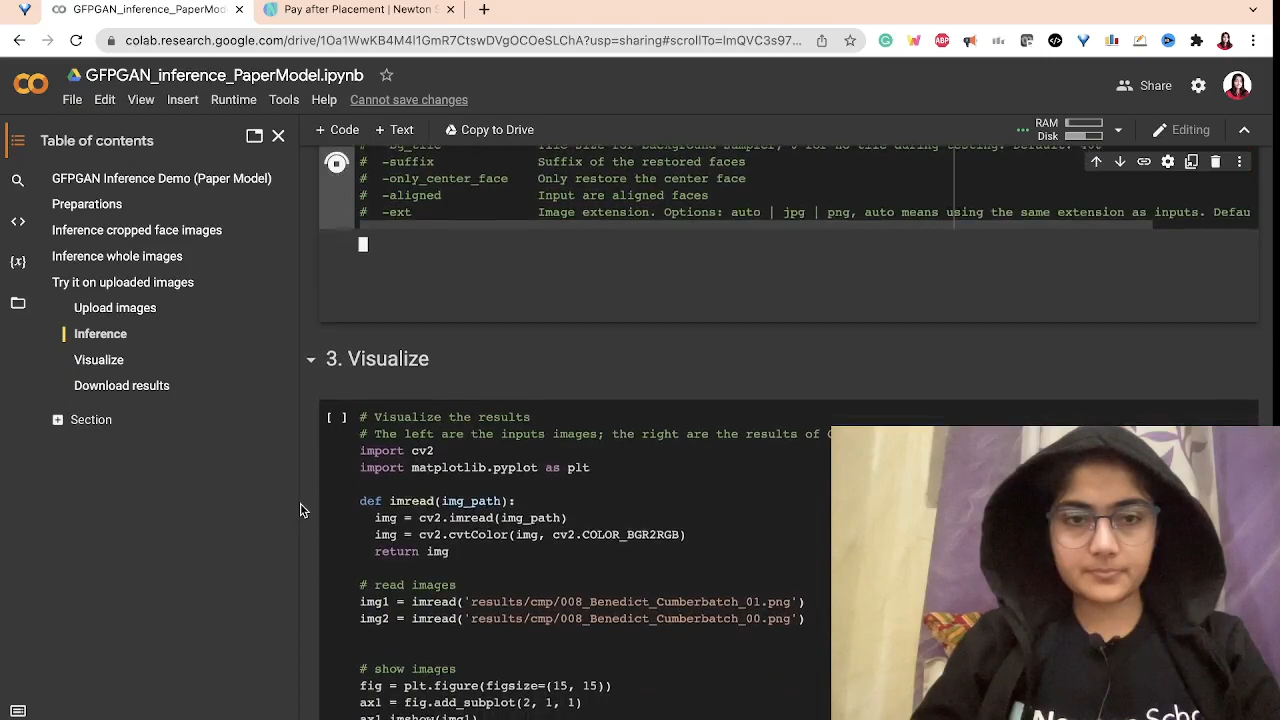 GFPGAN_inference_PaperMod
Pay after Placement | Newton S
colab.research.google.com/drive/1Oa1WwKB4M4l1GmR7CtswDVgOCOeSLChA?usp=sharing#scrollTo=ImQVC3s97...
GFPGAN_inference_PaperModel.ipynb
File Edit View Insert Runtime Tools Help Cannot save changes
Share
+ Code + Text Copy to Drive
RAM
Disk
Editing
Table of contents
GFPGAN Inference Demo (Paper Model)
Preparations
Inference cropped face images
Inference whole images
Try it on uploaded images
Upload images
Inference
Visualize
Download results
Section
# -suffix Suffix of the restored faces
# -only_center_face Only restore the center face
# -aligned Input are aligned faces
# -ext Image extension. Options: auto | jpg | png, auto means using the same extension as inputs. Defau
3. Visualize
[ ] # Visualize the results
# The left are the inputs images; the right are the results of
import cv2
import matplotlib.pyplot as plt
def imread(img_path):
img = cv2.imread(img_path)
img = cv2.cvtColor(img, cv2.COLOR_BGR2RGB)
return img
# read images
img1 = imread('results/cmp/008_Benedict_Cumberbatch_01.png')
img2 = imread('results/cmp/008_Benedict_Cumberbatch_00.png')
# show images
fig = plt.figure(figsize=(15, 15))
ax1 = fig.add_subplot(2, 1, 1)
ax1.imshow(img1)